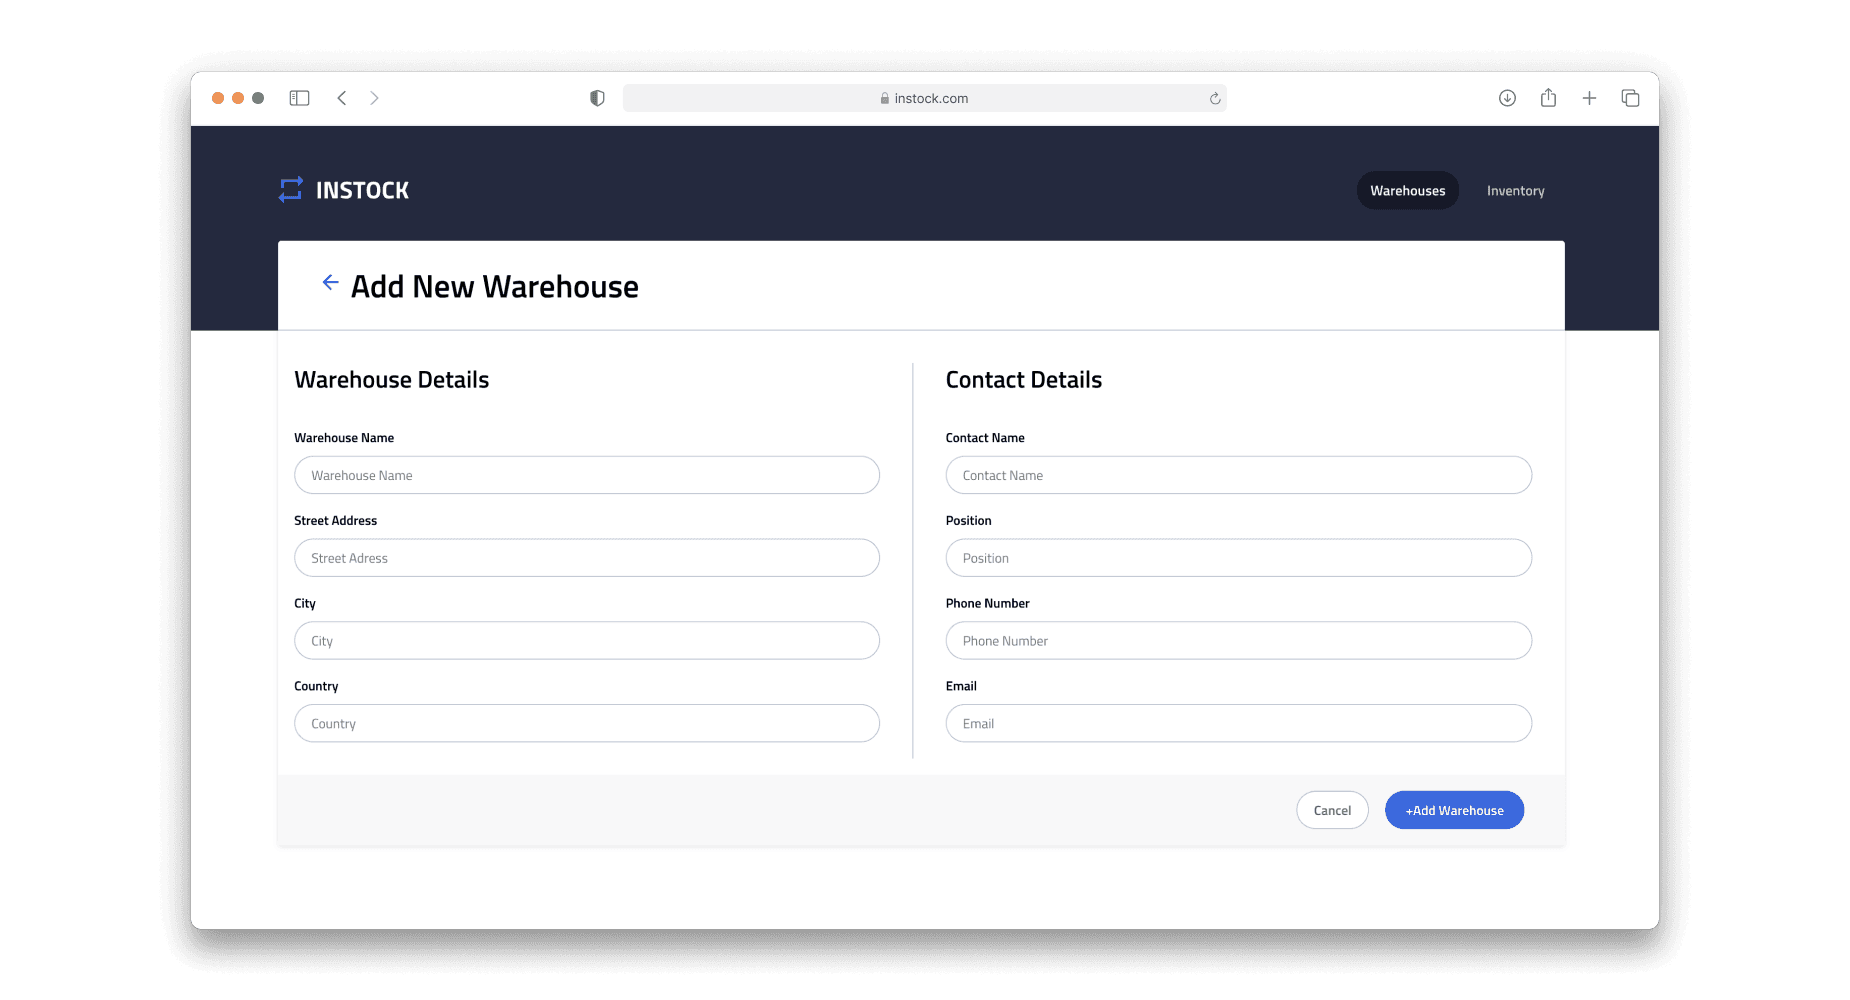 instock.com
INSTOCK
Warehouses
Inventory
Add New Warehouse
Warehouse Details
Warehouse Name
Warehouse Name
Street Address
Street Adress
City
City
Country
Country
Contact Details
Contact Name
Contact Name
Position
Position
Phone Number
Phone Number
Email
Email
Cancel
+Add Warehouse